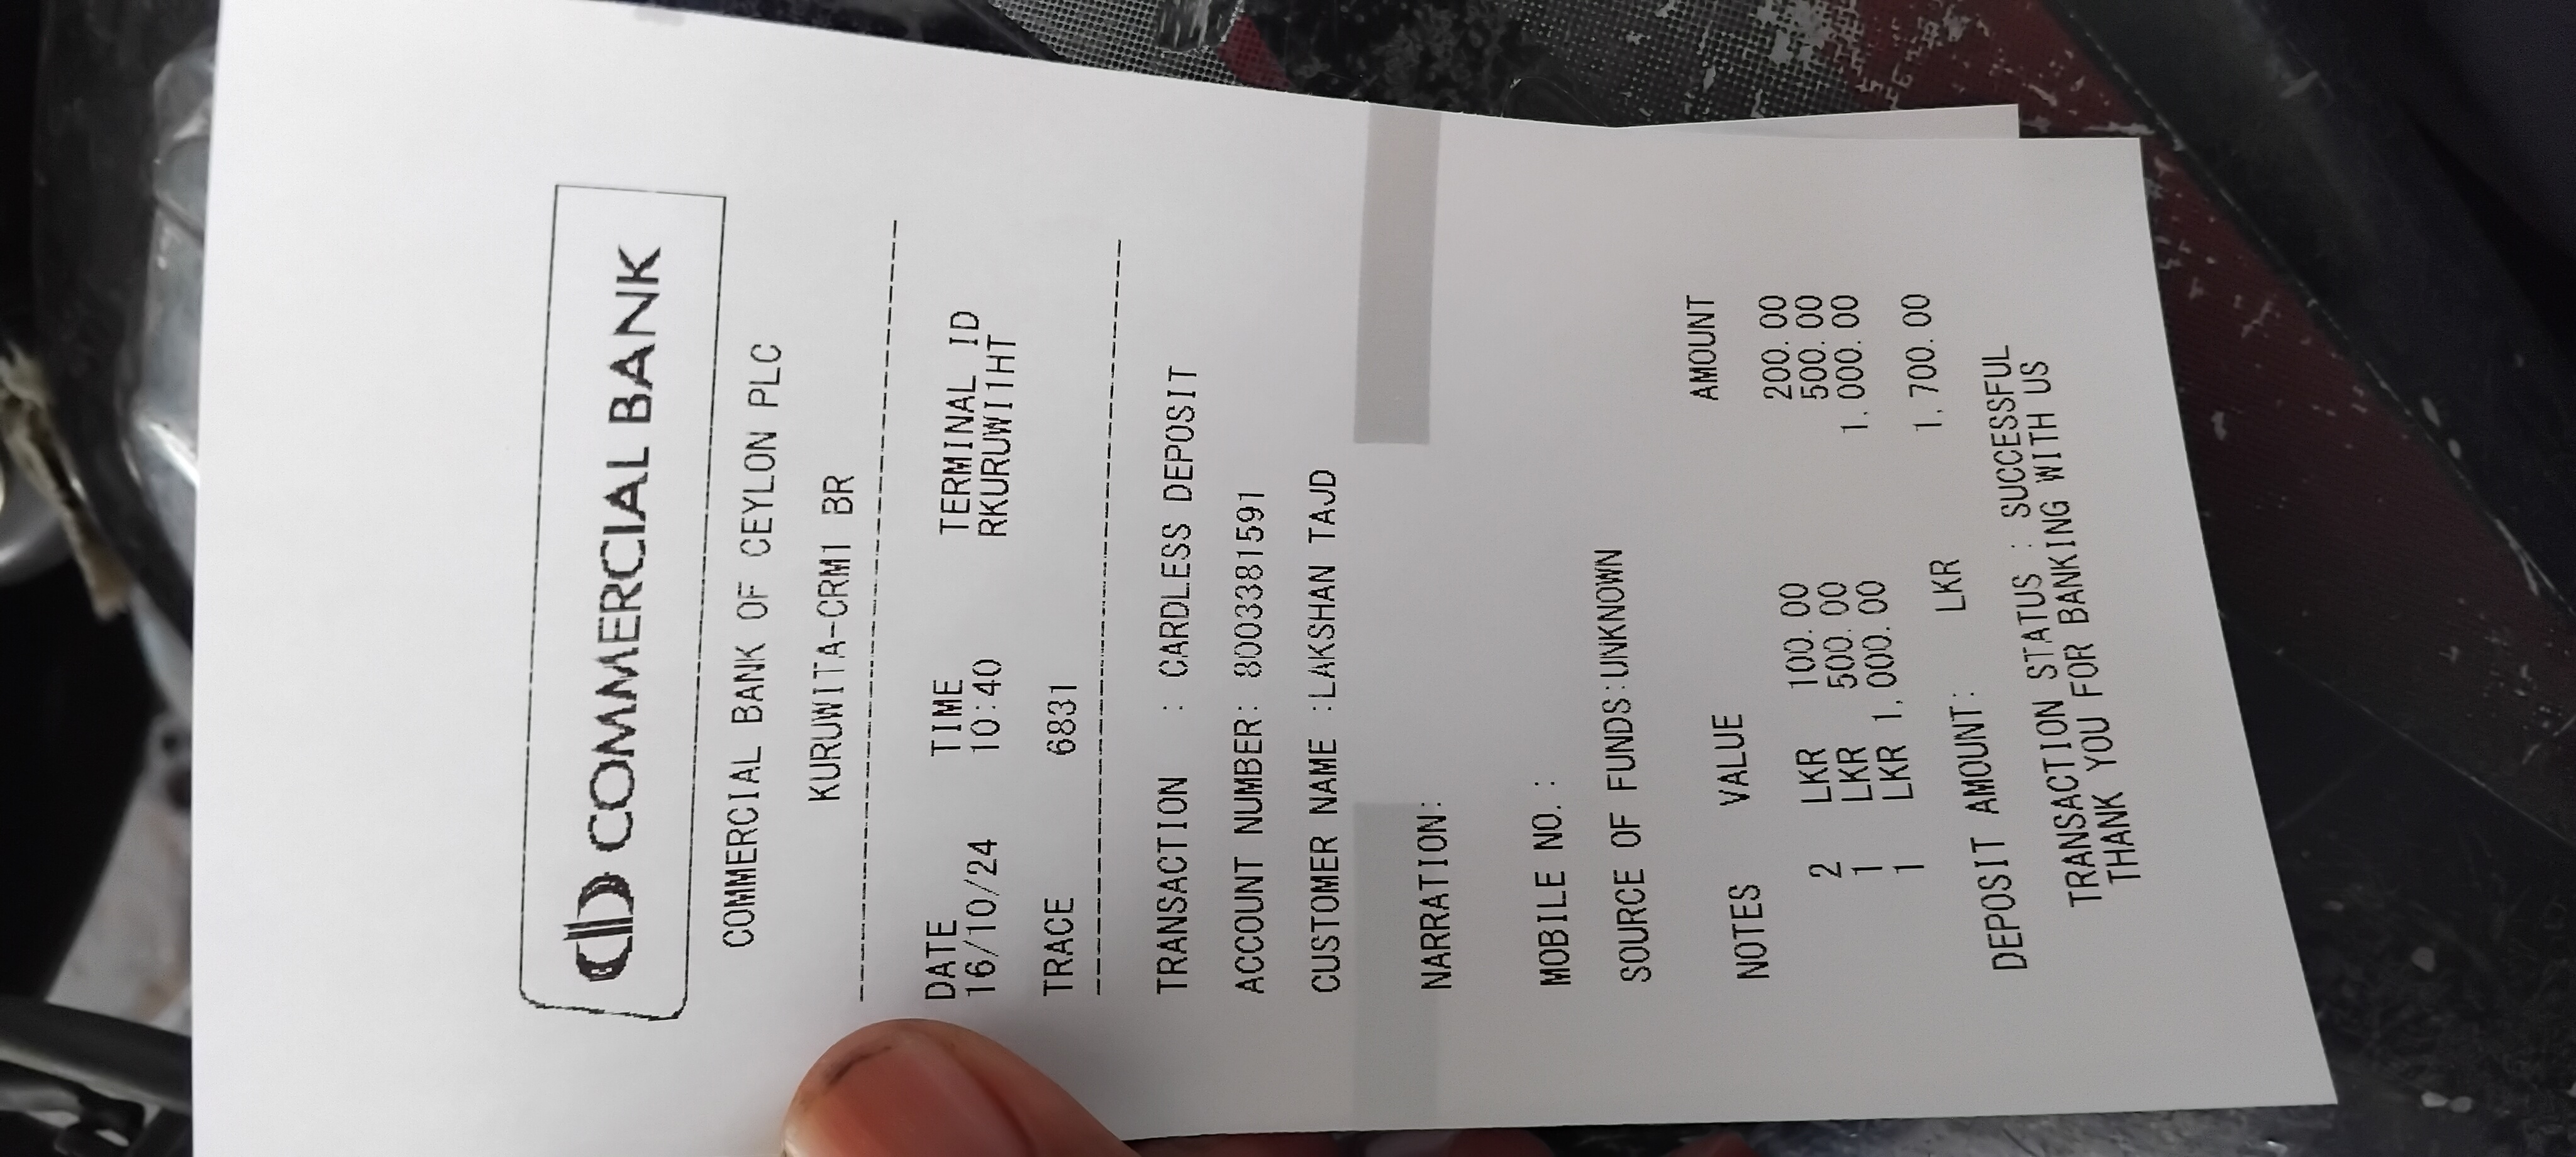 COMMERCIAL BANK
COMMERCIAL BANK OF CEYLON PLC
KURUWITA-CRM1 BR
DATE TIME TERMINAL ID
16/10/24 10:40 RKURUWI1HT
TRACE 6831
TRANSACTION : CARDLESS DEPOSIT
ACCOUNT NUMBER: 8003381591
CUSTOMER NAME :LAKSHAN TAJD
NARRATION:
MOBILE NO. :
SOURCE OF FUNDS:UNKNOWN
NOTES VALUE AMOUNT
2 LKR 100.00 200.00
1 LKR 500.00 500.00
1 LKR 1,000.00 1,000.00
DEPOSIT AMOUNT: LKR 1,700.00
TRANSACTION STATUS : SUCCESSFUL
THANK YOU FOR BANKING WITH US